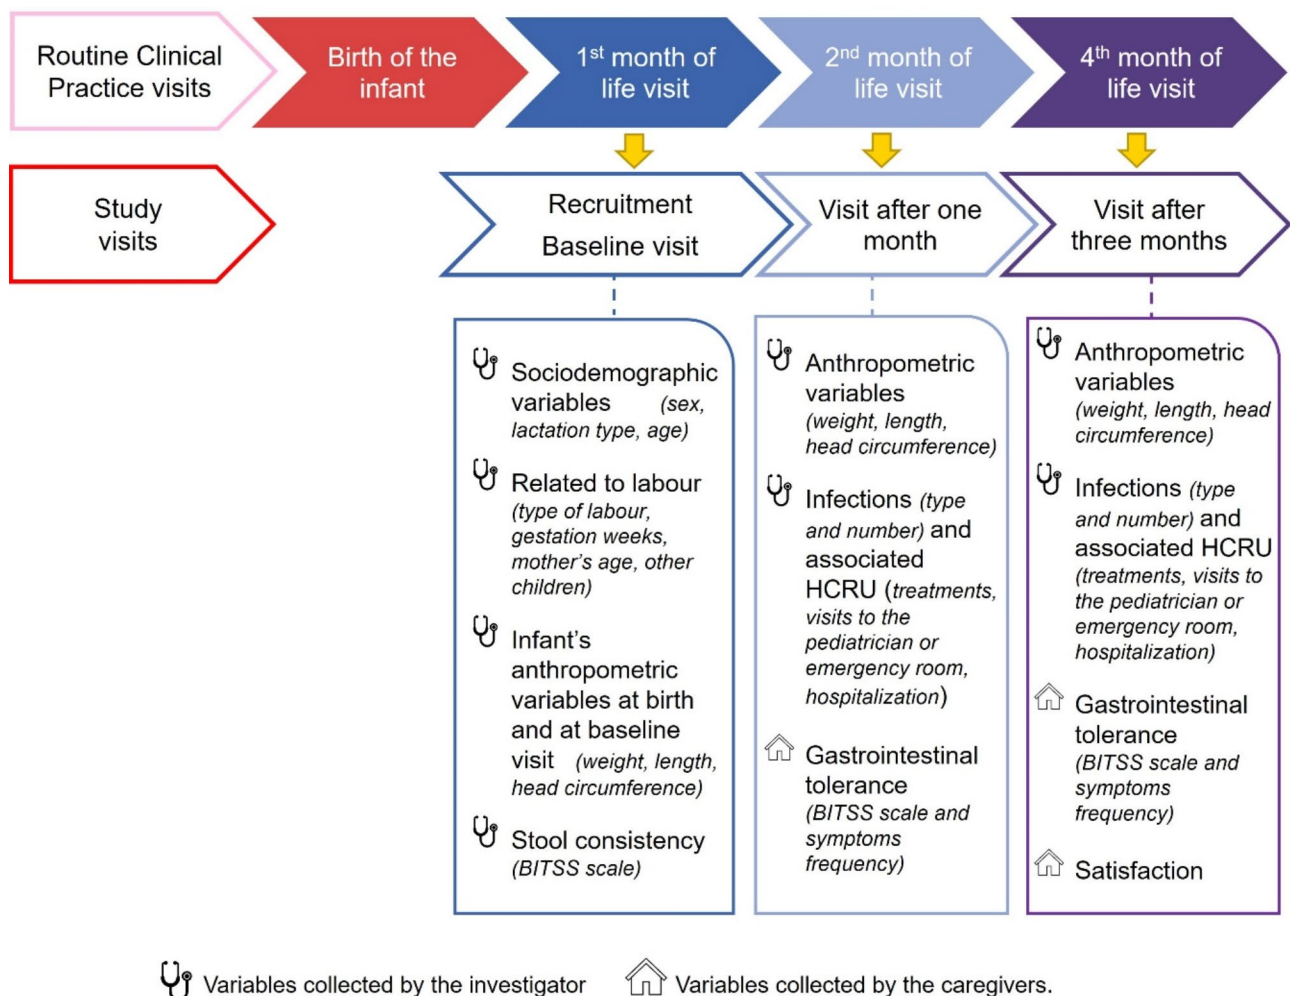 Routine Clinical
Practice visits
Birth of the
infant
1st month of
life visit
2nd month of
life visit
4th month of
life visit
Study
visits
Recruitment
Baseline visit
Visit after one
month
Visit after
three months
Sociodemographic
variables (sex,
lactation type, age)
Related to labour
(type of labour,
gestation weeks,
mother's age, other
children)
Infant's
anthropometric
variables at birth
and at baseline
visit (weight, length,
head circumference)
Stool consistency
(BITSS scale)
Anthropometric
variables
(weight, length,
head circumference)
Infections (type
and number) and
associated
HCRU (treatments,
visits to the
pediatrician or
emergency room,
hospitalization)
Gastrointestinal
tolerance
(BITSS scale and
symptoms
frequency)
Anthropometric
variables
(weight, length, head
circumference)
Infections (type
and number) and
associated HCRU
(treatments, visits to
the pediatrician or
emergency room,
hospitalization)
Gastrointestinal
tolerance
(BITSS scale and
symptoms
frequency)
Satisfaction
Variables collected by the investigator
Variables collected by the caregivers.